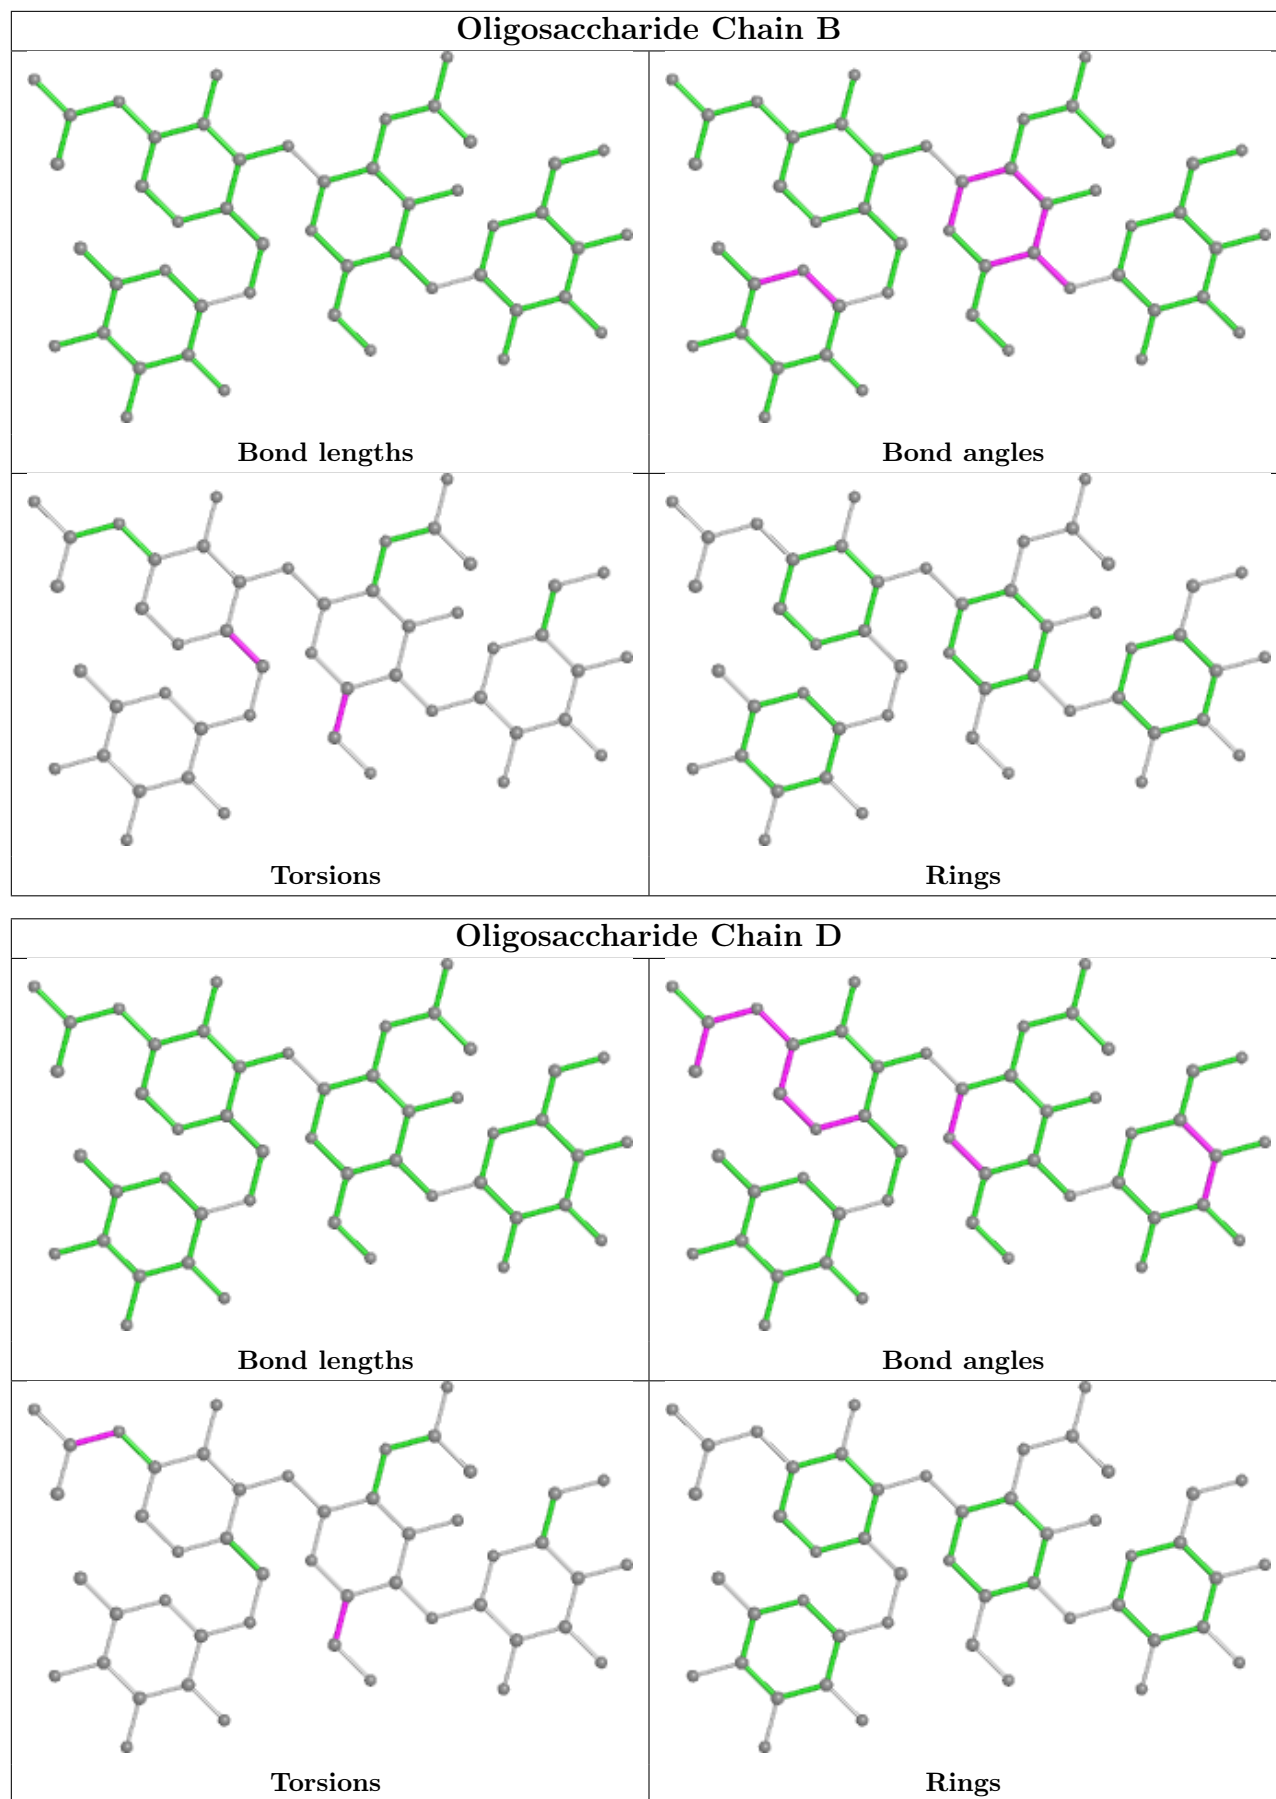 Oligosaccharide Chain B
Bond lengths
Bond angles
Torsions
Rings
Oligosaccharide Chain D
Bond lengths
Bond angles
Torsions
Rings